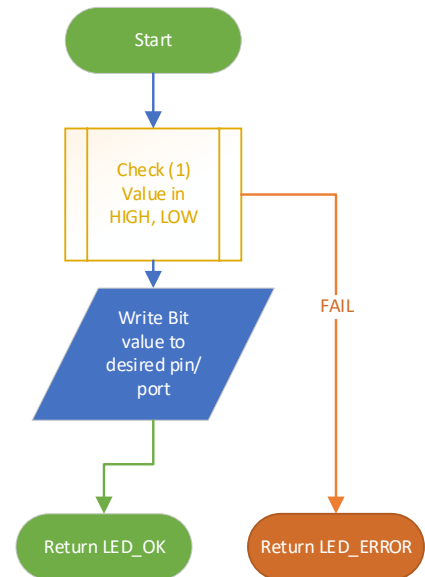 Start
Check (1)
Value in
HIGH, LOW
FAIL
Write Bit
value to
desired pin/
port
Return LED_OK
Return LED_ERROR